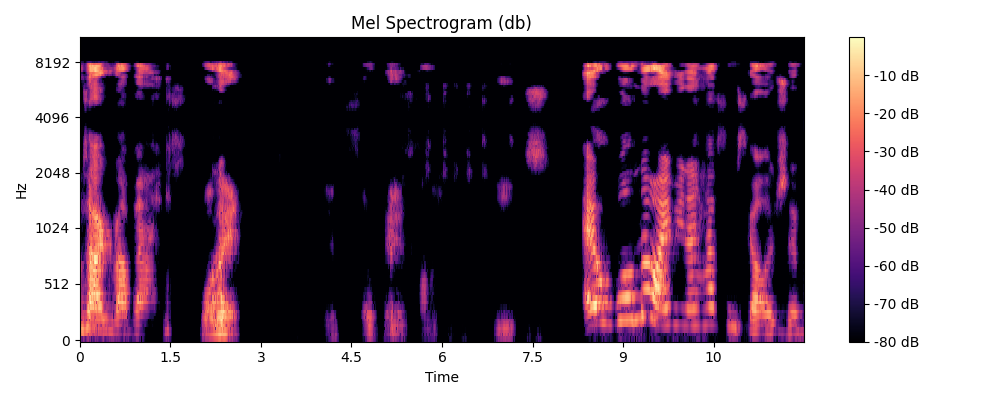 Mel Spectrogram (db)
8192
4096
2048
1024
512
0
Hz
0 1.5 3 4.5 6 7.5 9 10
Time
-10 dB
-20 dB
-30 dB
-40 dB
-50 dB
-60 dB
-70 dB
-80 dB